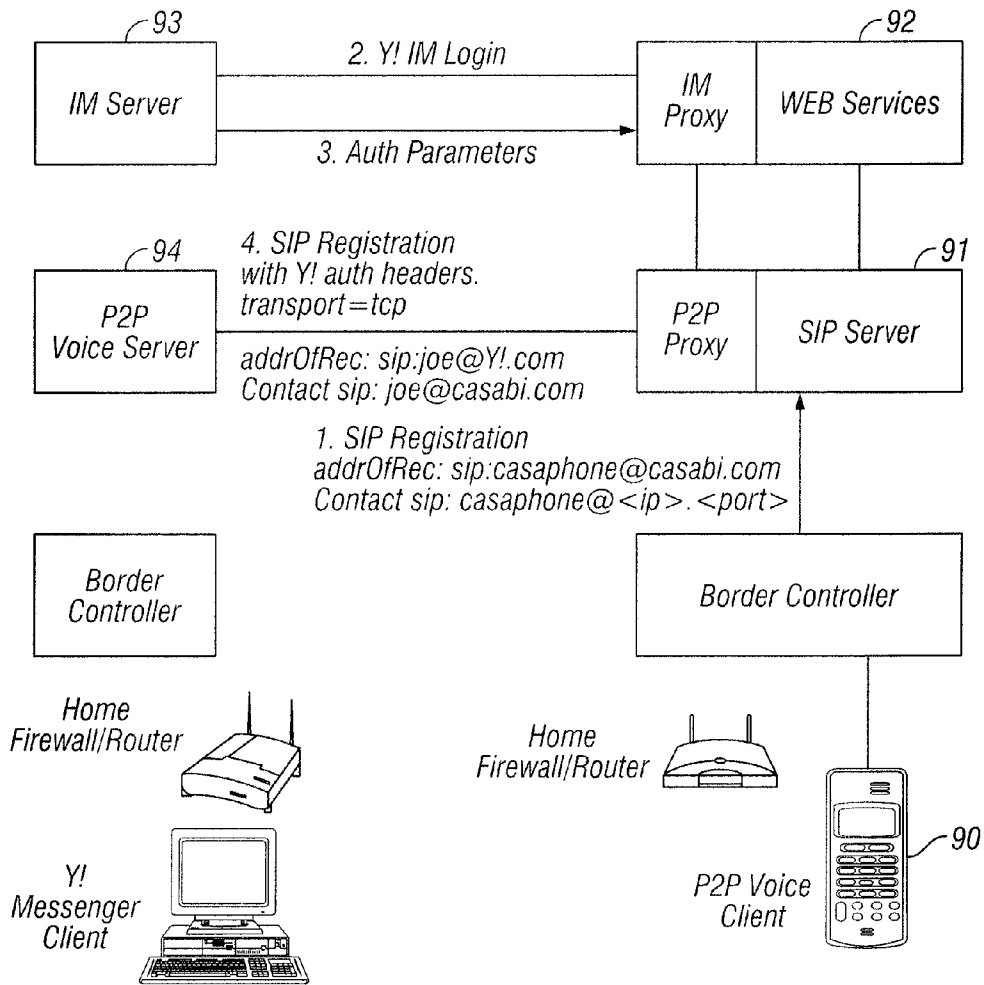 93
IM Server
2. Y! IM Login
3. Auth Parameters
92
IM
Proxy
WEB Services
94
P2P
Voice Server
4. SIP Registration
with Y! auth headers.
transport=tcp
addrOfRec: sip:joe@Y!.com
Contact sip: joe@casabi.com
91
P2P
Proxy
SIP Server
1. SIP Registration
addrOfRec: sip:casaphone@casabi.com
Contact sip: casaphone@<ip>.<port>
Border
Controller
Border Controller
Home
Firewall/Router
Home
Firewall/Router
Y!
Messenger
Client
P2P Voice
Client
90